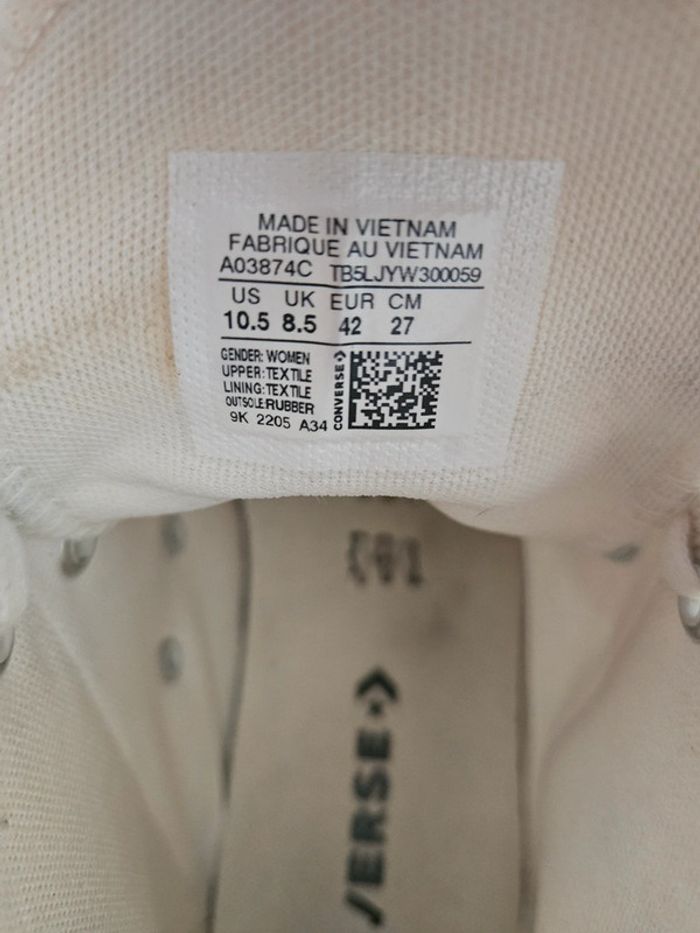 MADE IN VIETNAM
FABRIQUE AU VIETNAM
A03874C TB5LJYW300059
US UK EUR CM
10.5 8.5 42 27
GENDER: WOMEN
UPPER:TEXTILE
LINING:TEXTILE
OUTSOLE:RUBBER
9K 2205 A34
CONVERSE
VERSE